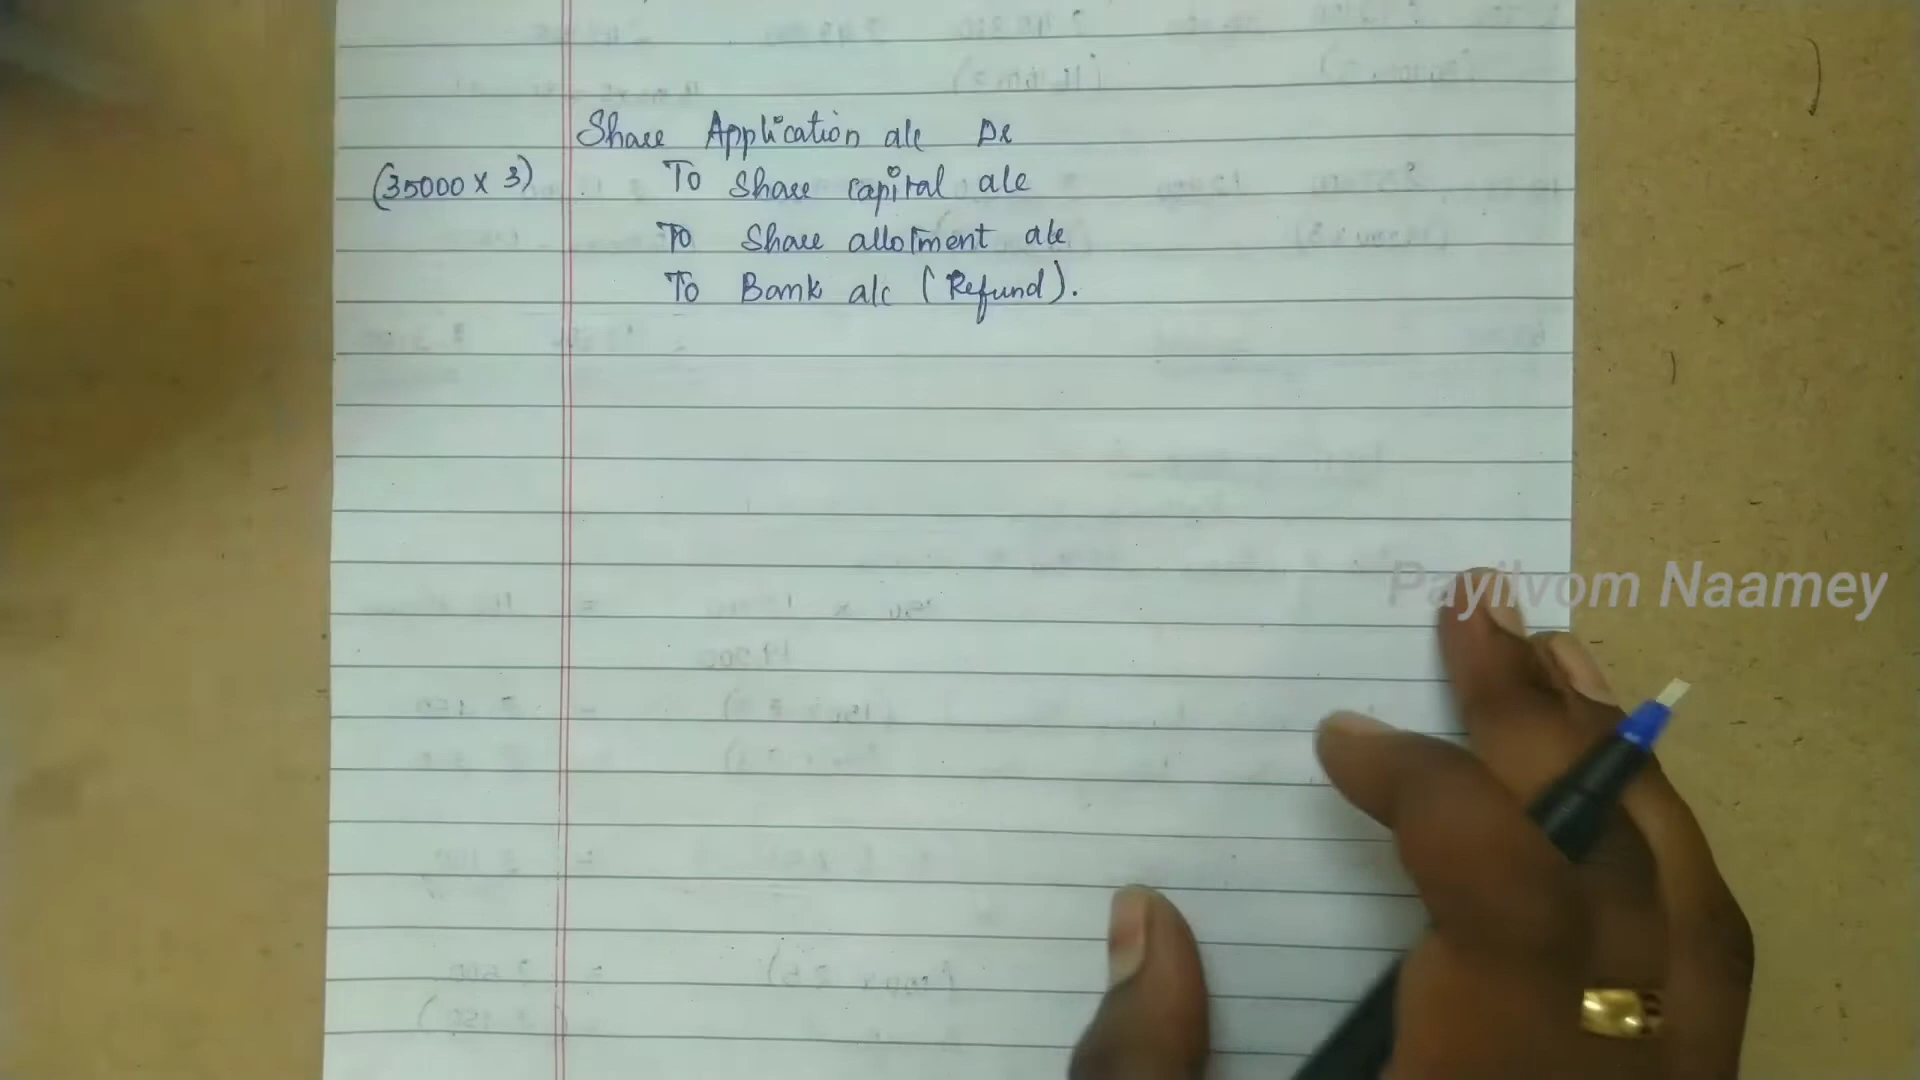 Share Application a/c Dr
(35000 x 3) To Share capital a/c
To Share allotment a/c
To Bank a/c (Refund).
Payilvom Naamey